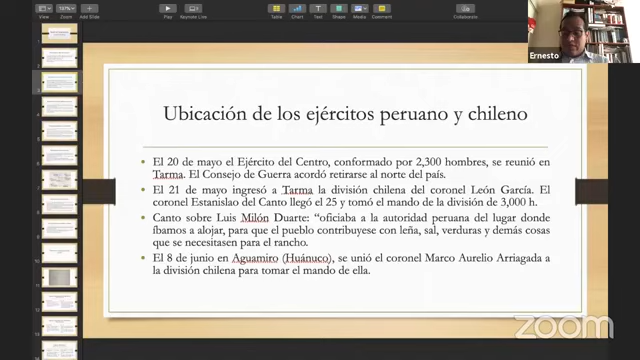 View
Zoom
Add Slide
Play
Keynote Live
Table
Chart
Text
Shape
Media
Comment
Collaborate
Ernesto
Ubicación de los ejércitos peruano y chileno
• El 20 de mayo el Ejército del Centro, conformado por 2,300 hombres, se reunió en
Tarma. El Consejo de Guerra acordó retirarse al norte del país.
• El 21 de mayo ingresó a Tarma la división chilena del coronel León García. El
coronel Estanislao del Canto llegó el 25 y tomó el mando de la división de 3,000 h.
• Canto sobre Luis Milón Duarte: “oficiaba a la autoridad peruana del lugar donde
íbamos a alojar, para que el pueblo contribuyese con leña, sal, verduras y demás cosas
que se necesitasen para el rancho.
• El 8 de junio en Aguamiro (Huánuco), se unió el coronel Marco Aurelio Arriagada a
la división chilena para tomar el mando de ella.
zoom